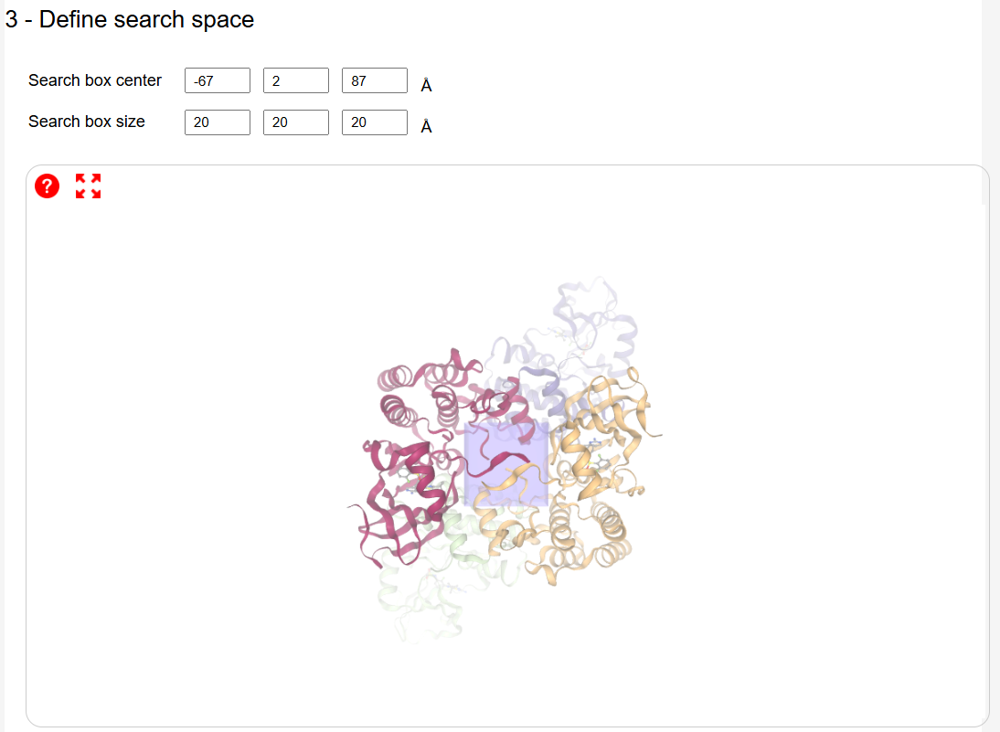 3 - Define search space
Search box center -67 2 87 Å
Search box size 20 20 20 Å
?